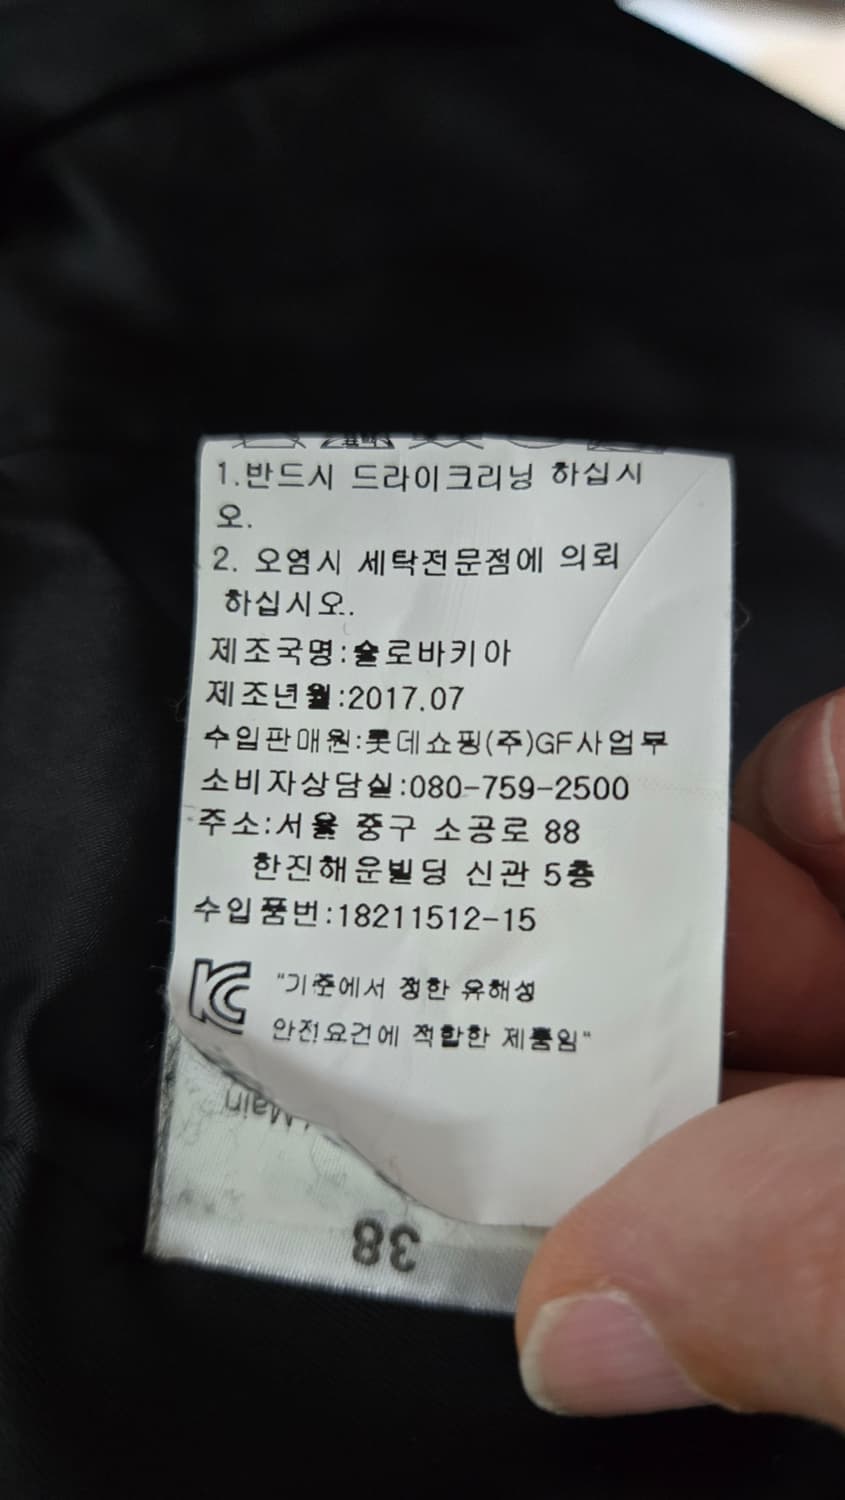 1.반드시 드라이크리닝 하십시
오.
2. 오염시 세탁전문점에 의뢰
하십시오.
제조국명:슬로바키아
제조년월:2017.07
수입판매원:롯데쇼핑(주)GF사업부
소비자상담실:080-759-2500
주소:서울 중구 소공로 88
한진해운빌딩 신관 5층
수입품번:18211512-15
KC "기준에서 정한 유해성
안전요건에 적합한 제품임"
Main
38